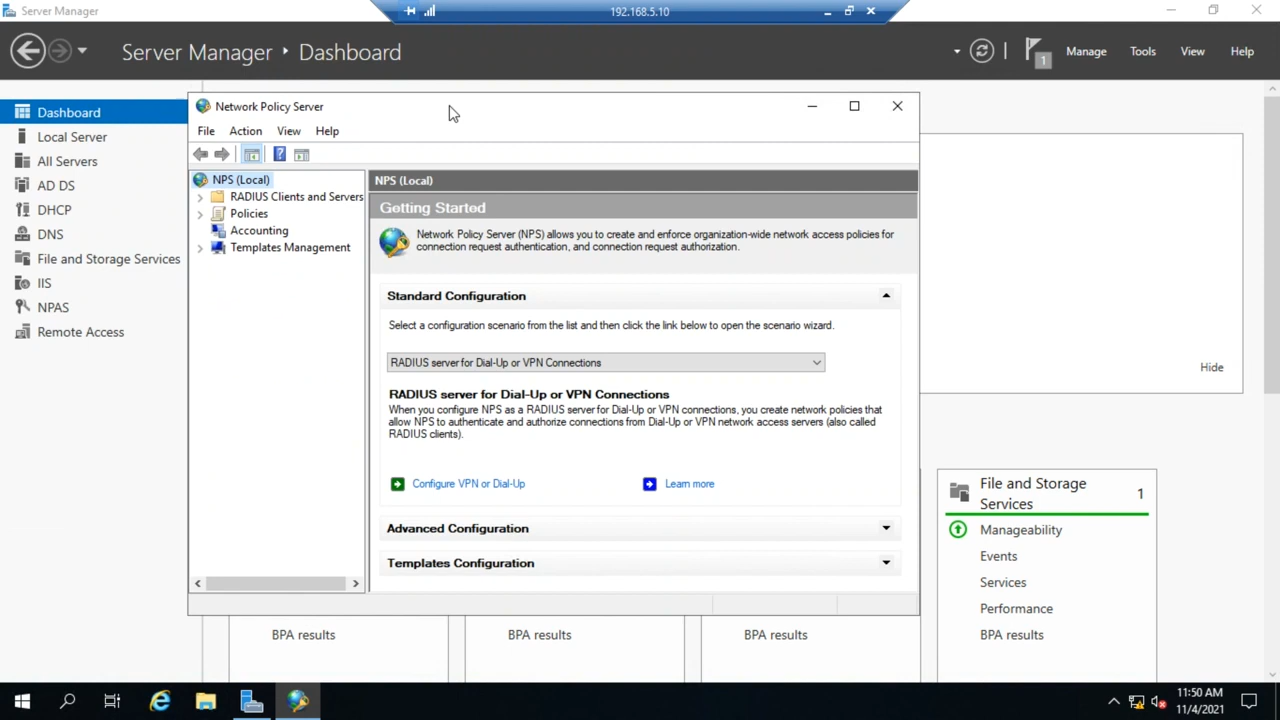 Server Manager
192.168.5.10
Server Manager
Dashboard
1
Manage
Tools
View
Help
Dashboard
Local Server
All Servers
AD DS
DHCP
DNS
File and Storage Services
IIS
NPAS
Remote Access
Network Policy Server
File
Action
View
Help
NPS (Local)
RADIUS Clients and Servers
Policies
Accounting
Templates Management
NPS (Local)
Getting Started
Network Policy Server (NPS) allows you to create and enforce organization-wide network access policies for
connection request authentication, and connection request authorization.
Standard Configuration
Select a configuration scenario from the list and then click the link below to open the scenario wizard.
RADIUS server for Dial-Up or VPN Connections
RADIUS server for Dial-Up or VPN Connections
When you configure NPS as a RADIUS server for Dial-Up or VPN connections, you create network policies that
allow NPS to authenticate and authorize connections from Dial-Up or VPN network access servers (also called
RADIUS clients).
Configure VPN or Dial-Up
Learn more
Advanced Configuration
Templates Configuration
Hide
File and Storage
Services
1
Manageability
Events
Services
Performance
BPA results
BPA results
BPA results
BPA results
11:50 AM
11/4/2021